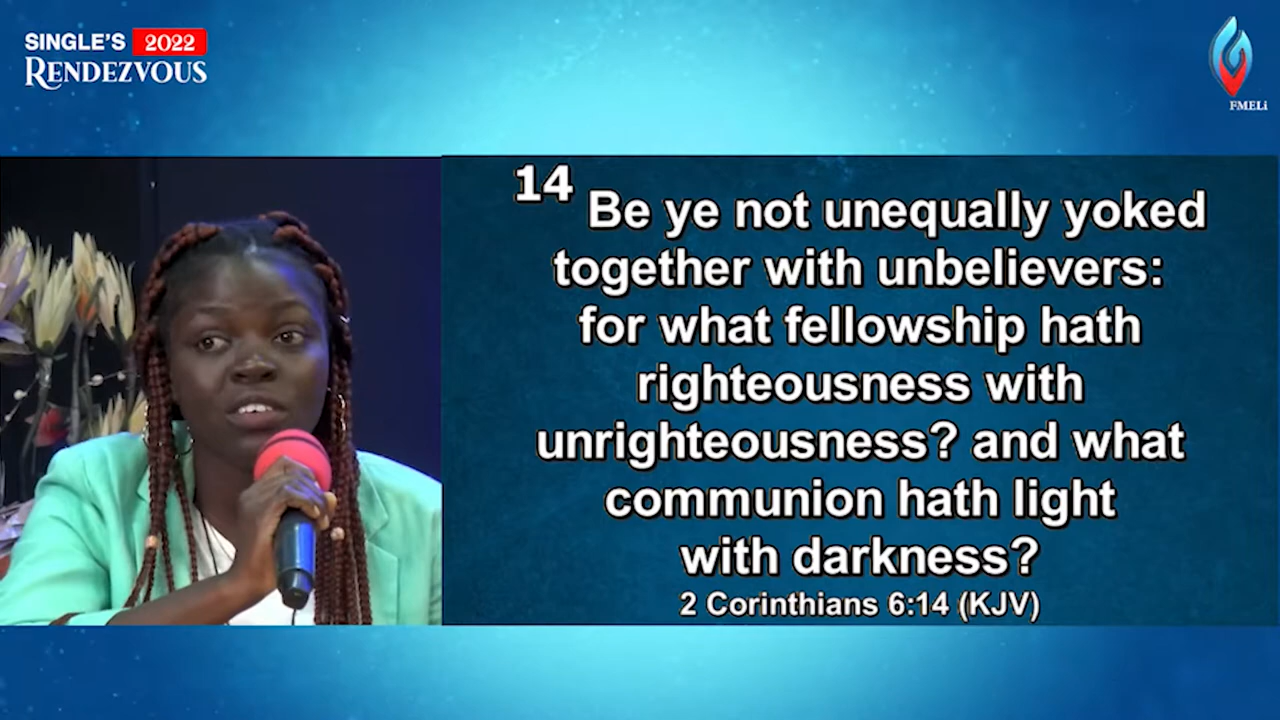 SINGLE'S 2022
RENDEZVOUS
FMELi
14 Be ye not unequally yoked
together with unbelievers:
for what fellowship hath
righteousness with
unrighteousness? and what
communion hath light
with darkness?
2 Corinthians 6:14 (KJV)